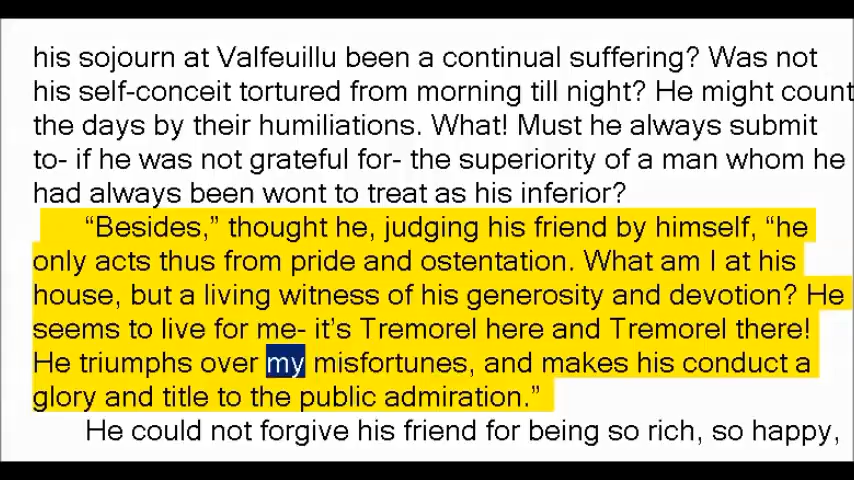 his sojourn at Valfeuillu been a continual suffering? Was not
his self-conceit tortured from morning till night? He might count
the days by their humiliations. What! Must he always submit
to- if he was not grateful for- the superiority of a man whom he
had always been wont to treat as his inferior?
“Besides,” thought he, judging his friend by himself, “he
only acts thus from pride and ostentation. What am I at his
house, but a living witness of his generosity and devotion? He
seems to live for me- it’s Tremorel here and Tremorel there!
He triumphs over my misfortunes, and makes his conduct a
glory and title to the public admiration.”
He could not forgive his friend for being so rich, so happy,